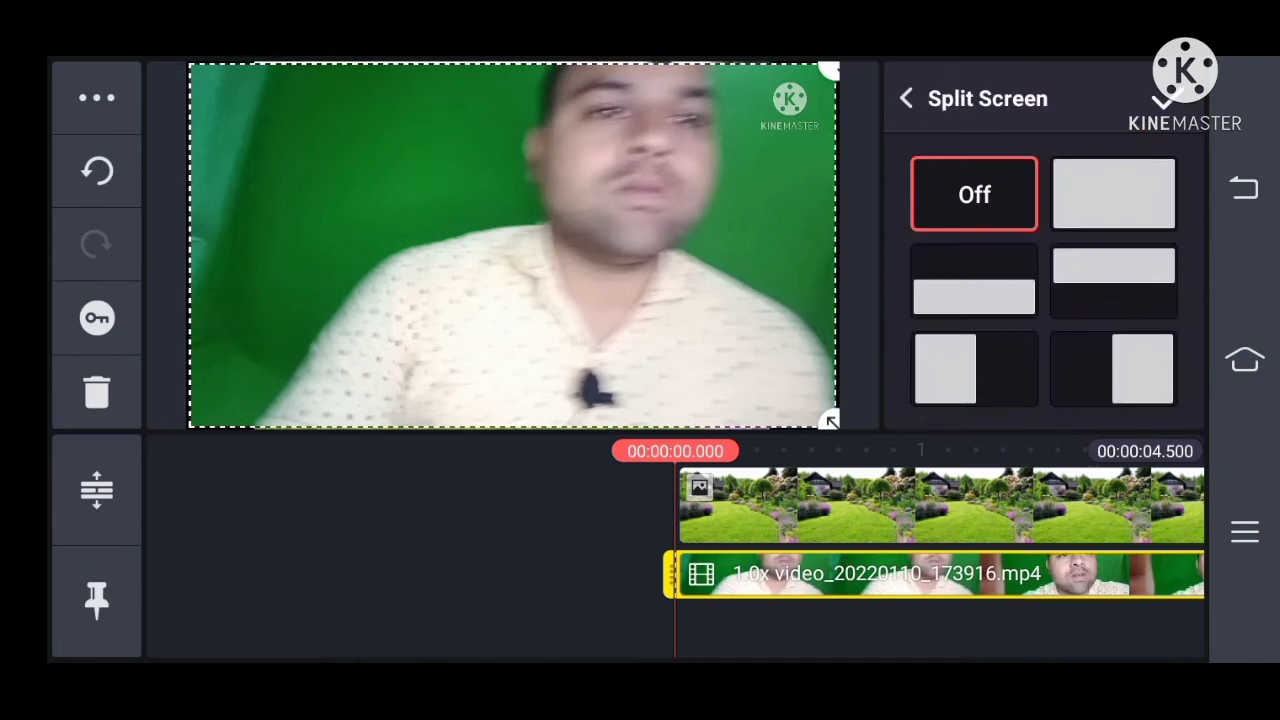 Split Screen
KINEMASTER
KINEMASTER
Off
00:00:00.000
1
00:00:04.500
1.0x video_20220110_173916.mp4